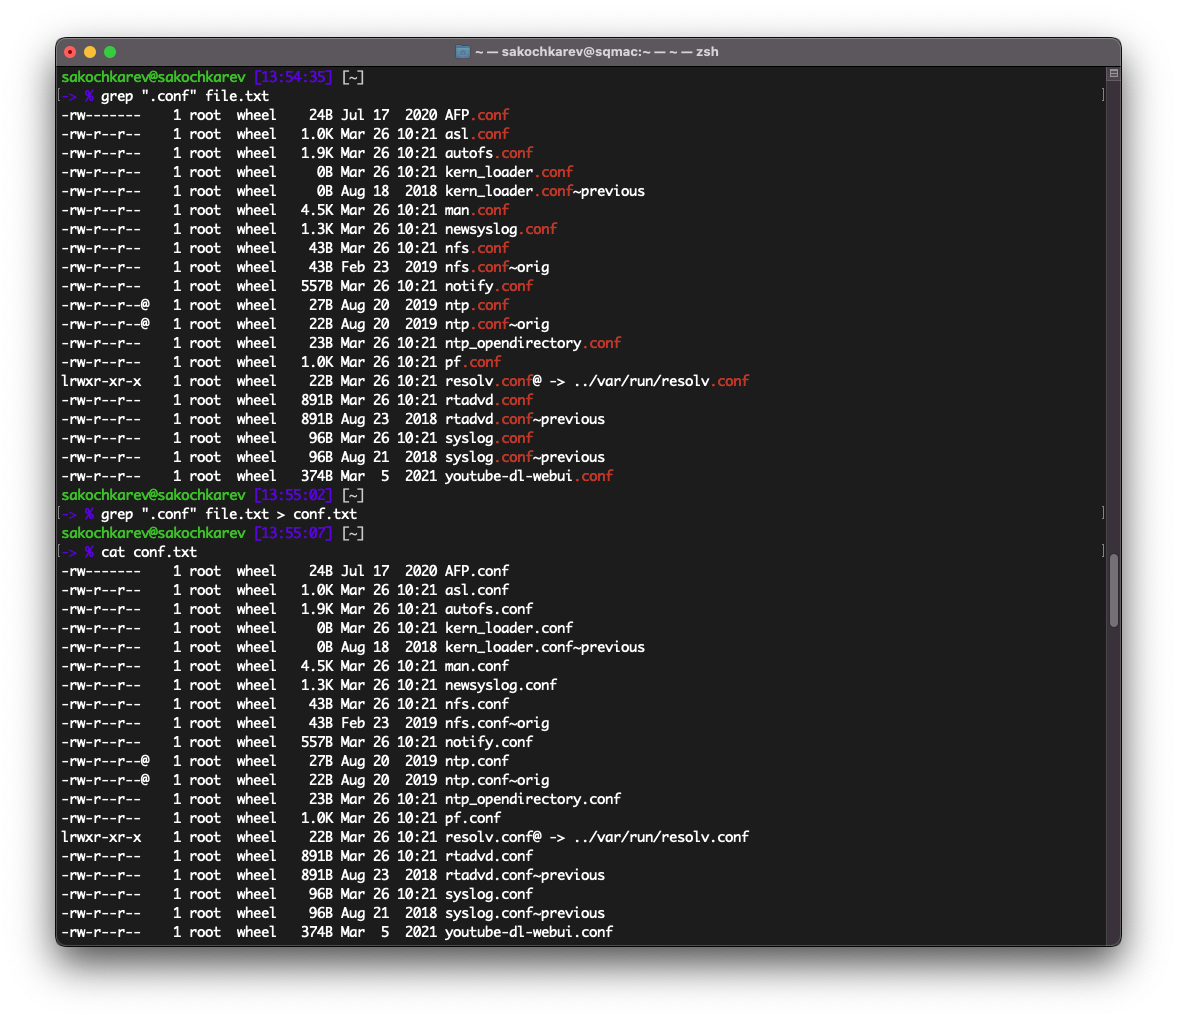 ~ — sakochkarev@sqmac:~ — ~ — zsh
sakochkarev@sakochkarev [13:54:35] [~]
[-> % grep ".conf" file.txt ]
-rw-------    1 root  wheel    24B Jul 17  2020 AFP.conf
-rw-r--r--    1 root  wheel   1.0K Mar 26 10:21 asl.conf
-rw-r--r--    1 root  wheel   1.9K Mar 26 10:21 autofs.conf
-rw-r--r--    1 root  wheel     0B Mar 26 10:21 kern_loader.conf
-rw-r--r--    1 root  wheel     0B Aug 18  2018 kern_loader.conf~previous
-rw-r--r--    1 root  wheel   4.5K Mar 26 10:21 man.conf
-rw-r--r--    1 root  wheel   1.3K Mar 26 10:21 newsyslog.conf
-rw-r--r--    1 root  wheel    43B Mar 26 10:21 nfs.conf
-rw-r--r--    1 root  wheel    43B Feb 23  2019 nfs.conf~orig
-rw-r--r--    1 root  wheel   557B Mar 26 10:21 notify.conf
-rw-r--r--@   1 root  wheel    27B Aug 20  2019 ntp.conf
-rw-r--r--@   1 root  wheel    22B Aug 20  2019 ntp.conf~orig
-rw-r--r--    1 root  wheel    23B Mar 26 10:21 ntp_opendirectory.conf
-rw-r--r--    1 root  wheel   1.0K Mar 26 10:21 pf.conf
lrwxr-xr-x    1 root  wheel    22B Mar 26 10:21 resolv.conf@ -> ../var/run/resolv.conf
-rw-r--r--    1 root  wheel   891B Mar 26 10:21 rtadvd.conf
-rw-r--r--    1 root  wheel   891B Aug 23  2018 rtadvd.conf~previous
-rw-r--r--    1 root  wheel    96B Mar 26 10:21 syslog.conf
-rw-r--r--    1 root  wheel    96B Aug 21  2018 syslog.conf~previous
-rw-r--r--    1 root  wheel   374B Mar  5  2021 youtube-dl-webui.conf
sakochkarev@sakochkarev [13:55:02] [~]
[-> % grep ".conf" file.txt > conf.txt ]
sakochkarev@sakochkarev [13:55:07] [~]
[-> % cat conf.txt ]
-rw-------    1 root  wheel    24B Jul 17  2020 AFP.conf
-rw-r--r--    1 root  wheel   1.0K Mar 26 10:21 asl.conf
-rw-r--r--    1 root  wheel   1.9K Mar 26 10:21 autofs.conf
-rw-r--r--    1 root  wheel     0B Mar 26 10:21 kern_loader.conf
-rw-r--r--    1 root  wheel     0B Aug 18  2018 kern_loader.conf~previous
-rw-r--r--    1 root  wheel   4.5K Mar 26 10:21 man.conf
-rw-r--r--    1 root  wheel   1.3K Mar 26 10:21 newsyslog.conf
-rw-r--r--    1 root  wheel    43B Mar 26 10:21 nfs.conf
-rw-r--r--    1 root  wheel    43B Feb 23  2019 nfs.conf~orig
-rw-r--r--    1 root  wheel   557B Mar 26 10:21 notify.conf
-rw-r--r--@   1 root  wheel    27B Aug 20  2019 ntp.conf
-rw-r--r--@   1 root  wheel    22B Aug 20  2019 ntp.conf~orig
-rw-r--r--    1 root  wheel    23B Mar 26 10:21 ntp_opendirectory.conf
-rw-r--r--    1 root  wheel   1.0K Mar 26 10:21 pf.conf
lrwxr-xr-x    1 root  wheel    22B Mar 26 10:21 resolv.conf@ -> ../var/run/resolv.conf
-rw-r--r--    1 root  wheel   891B Mar 26 10:21 rtadvd.conf
-rw-r--r--    1 root  wheel   891B Aug 23  2018 rtadvd.conf~previous
-rw-r--r--    1 root  wheel    96B Mar 26 10:21 syslog.conf
-rw-r--r--    1 root  wheel    96B Aug 21  2018 syslog.conf~previous
-rw-r--r--    1 root  wheel   374B Mar  5  2021 youtube-dl-webui.conf